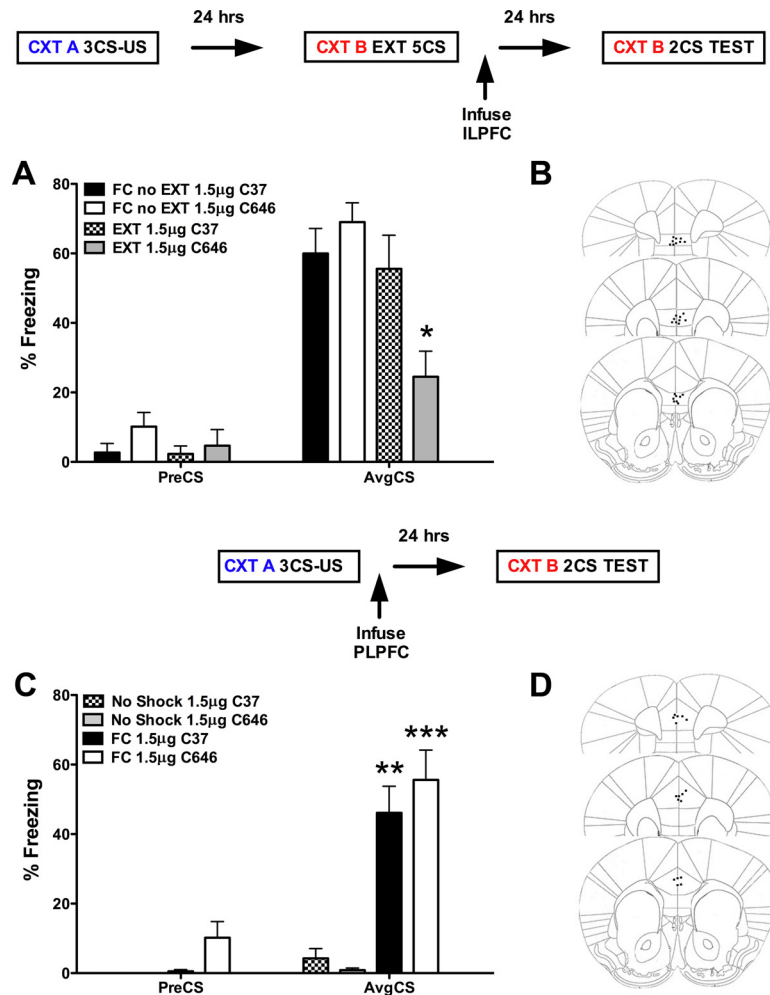 24 hrs
24 hrs
CXT A 3CS-US
CXT B EXT 5CS
CXT B 2CS TEST
Infuse
ILPFC
A
FC no EXT 1.5μg C37
FC no EXT 1.5μg C646
EXT 1.5μg C37
EXT 1.5μg C646
% Freezing
80
60
40
20
0
*
PreCS
AvgCS
B
24 hrs
CXT A 3CS-US
CXT B 2CS TEST
Infuse
PLPFC
C
No Shock 1.5μg C37
No Shock 1.5μg C646
FC 1.5μg C37
FC 1.5μg C646
% Freezing
80
60
40
20
0
**
***
PreCS
AvgCS
D